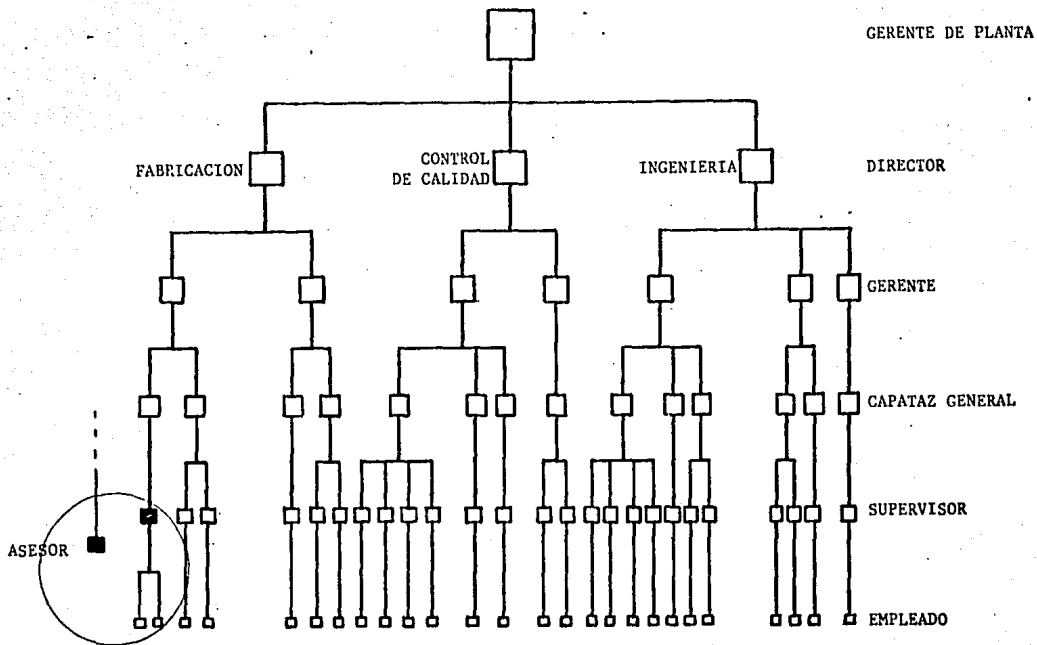 GERENTE DE PLANTA
FABRICACION
CONTROL
DE CALIDAD
INGENIERIA
DIRECTOR
GERENTE
CAPATAZ GENERAL
SUPERVISOR
ASESOR
EMPLEADO